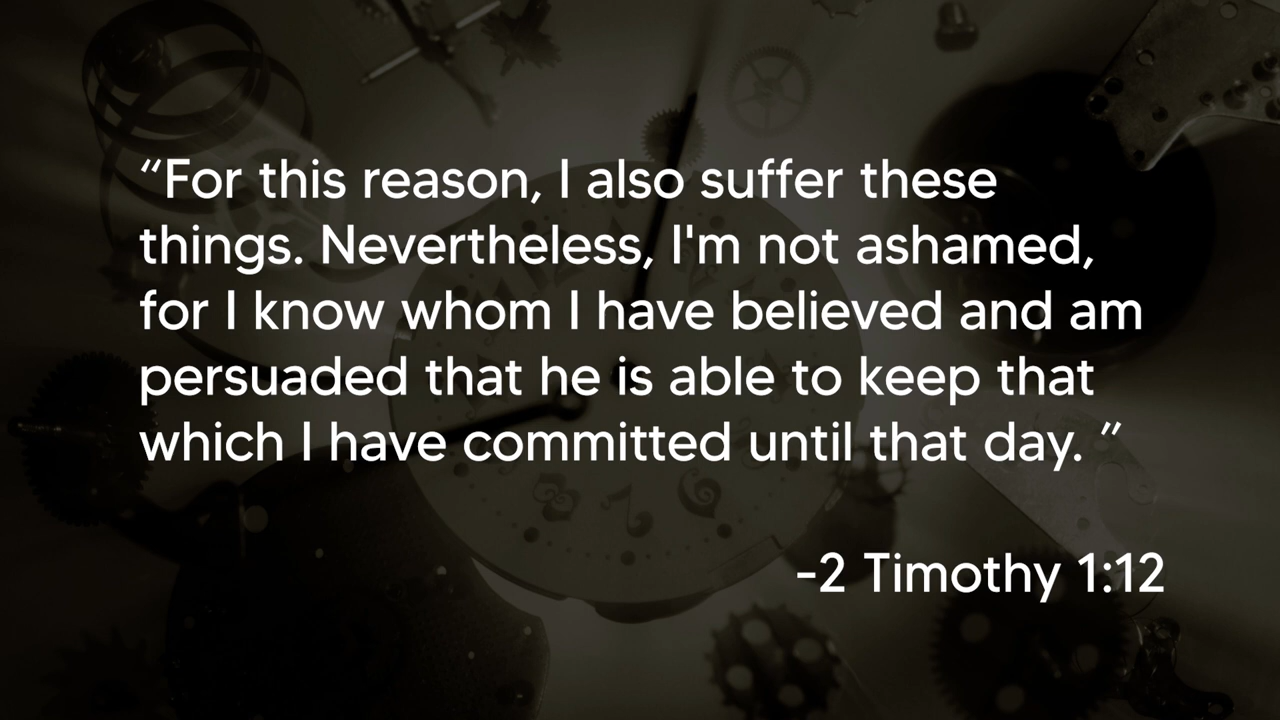 “For this reason, I also suffer these
things. Nevertheless, I'm not ashamed,
for I know whom I have believed and am
persuaded that he is able to keep that
which I have committed until that day. ”
-2 Timothy 1:12